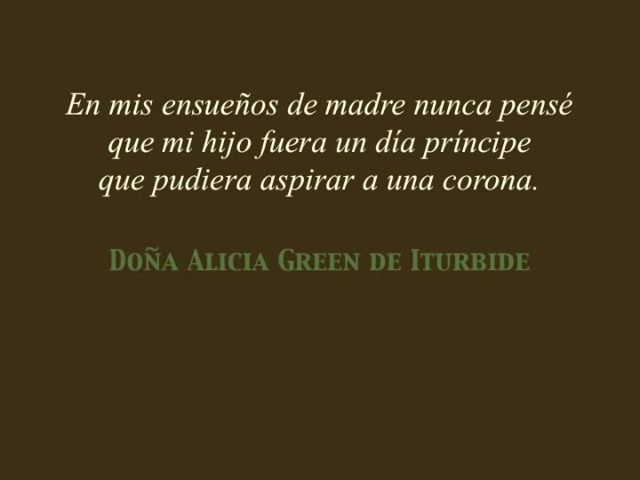 En mis ensueños de madre nunca pensé
que mi hijo fuera un día príncipe
que pudiera aspirar a una corona.
Doña Alicia Green de Iturbide